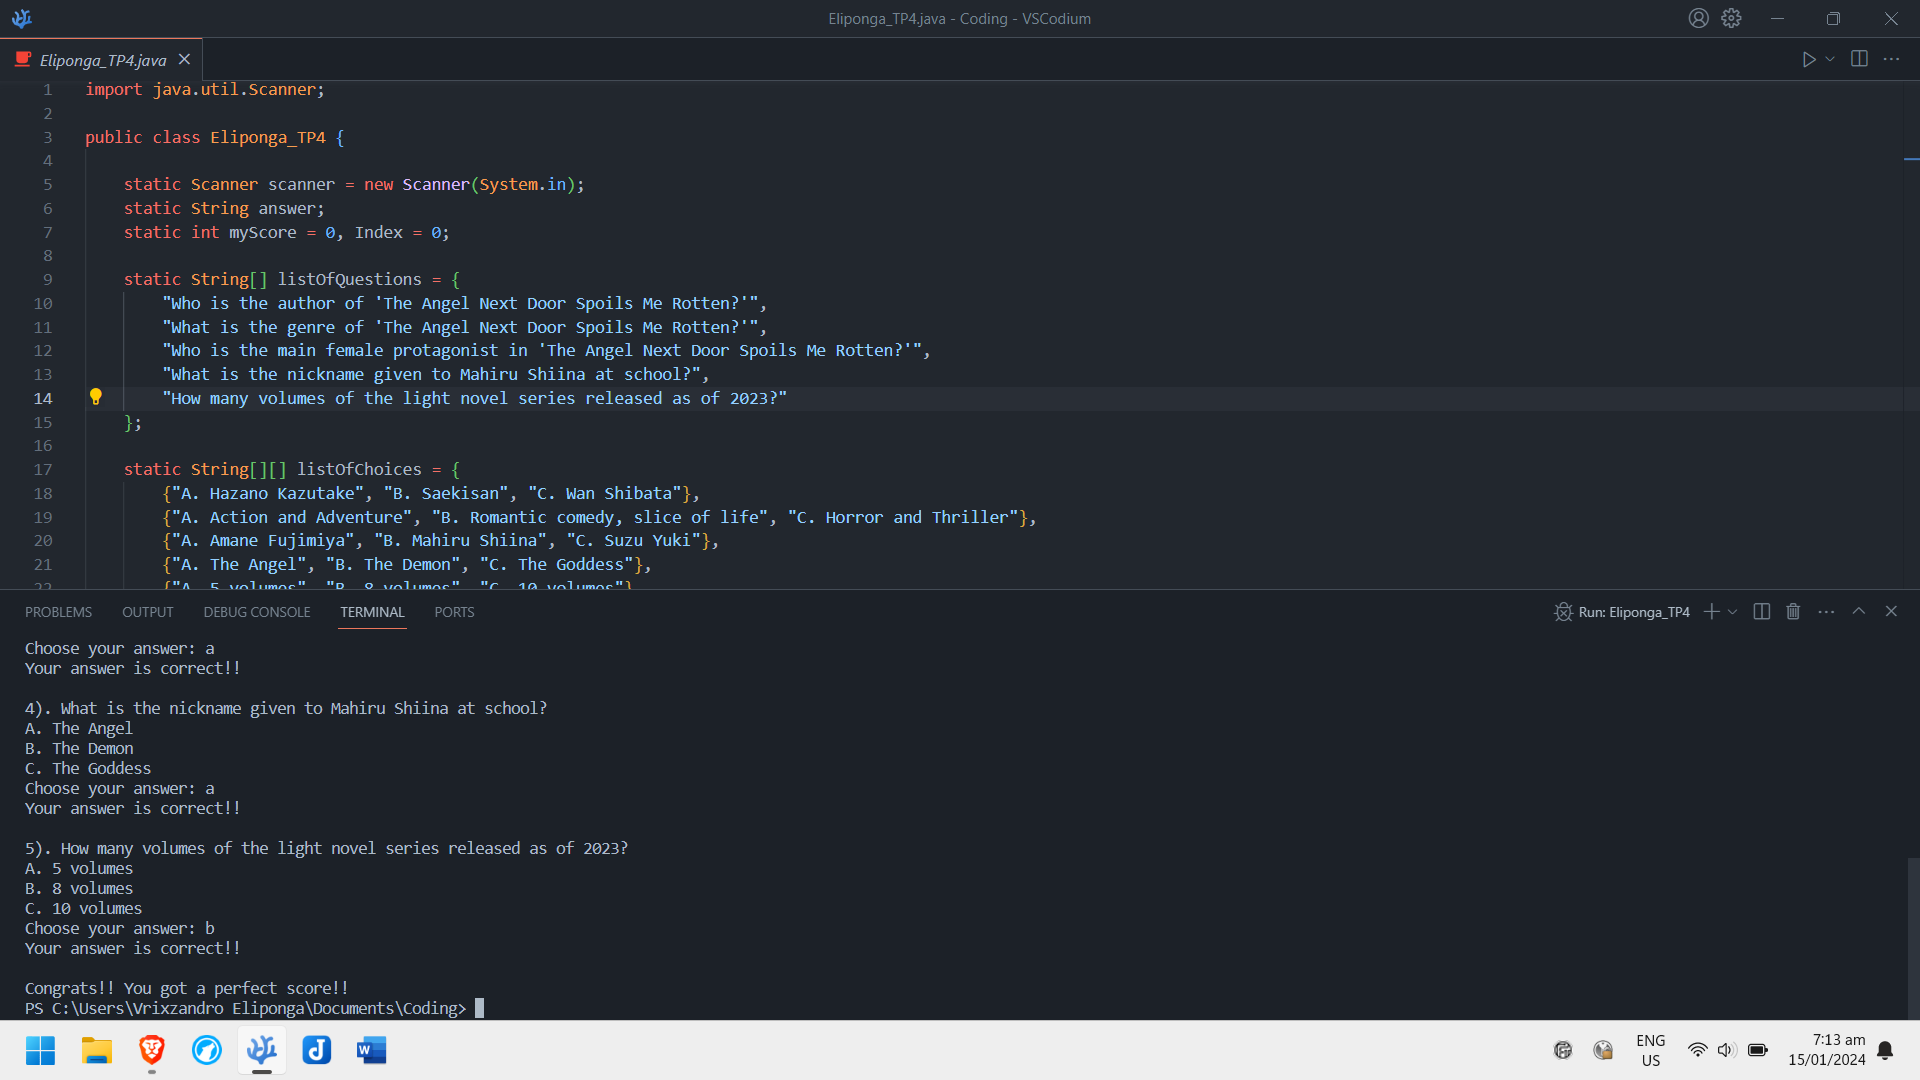 Eliponga_TP4.java - Coding - VSCodium
Eliponga_TP4.java
1 import java.util.Scanner;
2
3 public class Eliponga_TP4 {
4
5 static Scanner scanner = new Scanner(System.in);
6 static String answer;
7 static int myScore = 0, Index = 0;
8
9 static String[] listOfQuestions = {
10 "Who is the author of 'The Angel Next Door Spoils Me Rotten?'",
11 "What is the genre of 'The Angel Next Door Spoils Me Rotten?'",
12 "Who is the main female protagonist in 'The Angel Next Door Spoils Me Rotten?'",
13 "What is the nickname given to Mahiru Shiina at school?",
14 "How many volumes of the light novel series released as of 2023?"
15 };
16
17 static String[][] listOfChoices = {
18 {"A. Hazano Kazutake", "B. Saekisan", "C. Wan Shibata"},
19 {"A. Action and Adventure", "B. Romantic comedy, slice of life", "C. Horror and Thriller"},
20 {"A. Amane Fujimiya", "B. Mahiru Shiina", "C. Suzu Yuki"},
21 {"A. The Angel", "B. The Demon", "C. The Goddess"},
22 {"A. 5 volumes", "B. 8 volumes", "C. 10 volumes"}
PROBLEMS OUTPUT DEBUG CONSOLE TERMINAL PORTS Run: Eliponga_TP4
Choose your answer: a
Your answer is correct!!
4). What is the nickname given to Mahiru Shiina at school?
A. The Angel
B. The Demon
C. The Goddess
Choose your answer: a
Your answer is correct!!
5). How many volumes of the light novel series released as of 2023?
A. 5 volumes
B. 8 volumes
C. 10 volumes
Choose your answer: b
Your answer is correct!!
Congrats!! You got a perfect score!!
PS C:\Users\Vrixzandro Eliponga\Documents\Coding>
ENG
US
7:13 am
15/01/2024